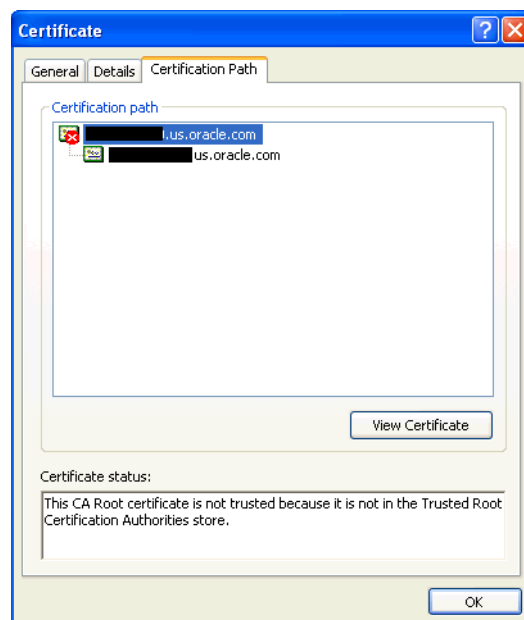 Certificate
General Details Certification Path
Certification path
.us.oracle.com
us.oracle.com
View Certificate
Certificate status:
This CA Root certificate is not trusted because it is not in the Trusted Root
Certification Authorities store.
OK